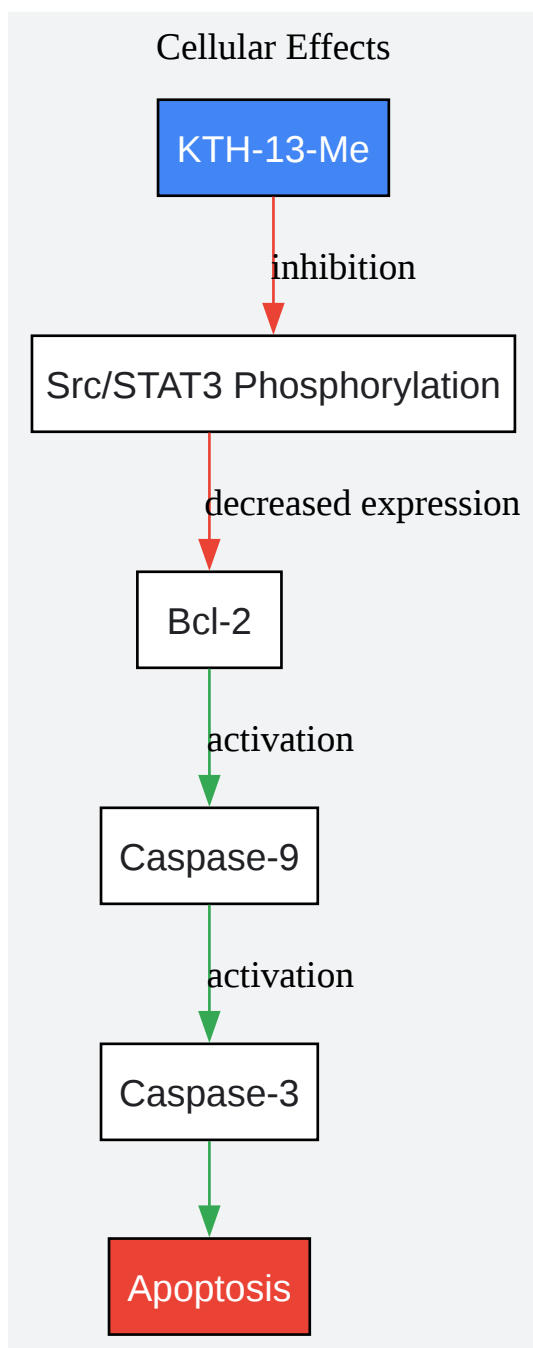 Cellular Effects
KTH-13-Me
inhibition
Src/STAT3 Phosphorylation
decreased expression
Bcl-2
activation
Caspase-9
activation
Caspase-3
Apoptosis